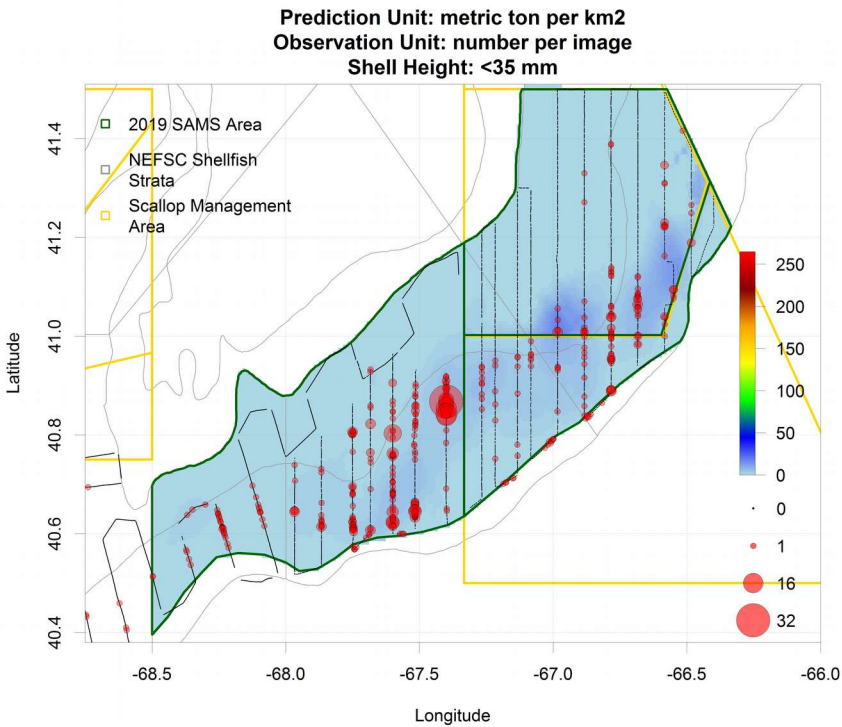 Prediction Unit: metric ton per km2
Observation Unit: number per image
Shell Height: <35 mm
2019 SAMS Area
NEFSC Shellfish
Strata
Scallop Management
Area
41.4
41.2
41.0
40.8
40.6
40.4
Latitude
250
200
150
100
50
0
0
1
16
32
-68.5
-68.0
-67.5
-67.0
-66.5
-66.0
Longitude